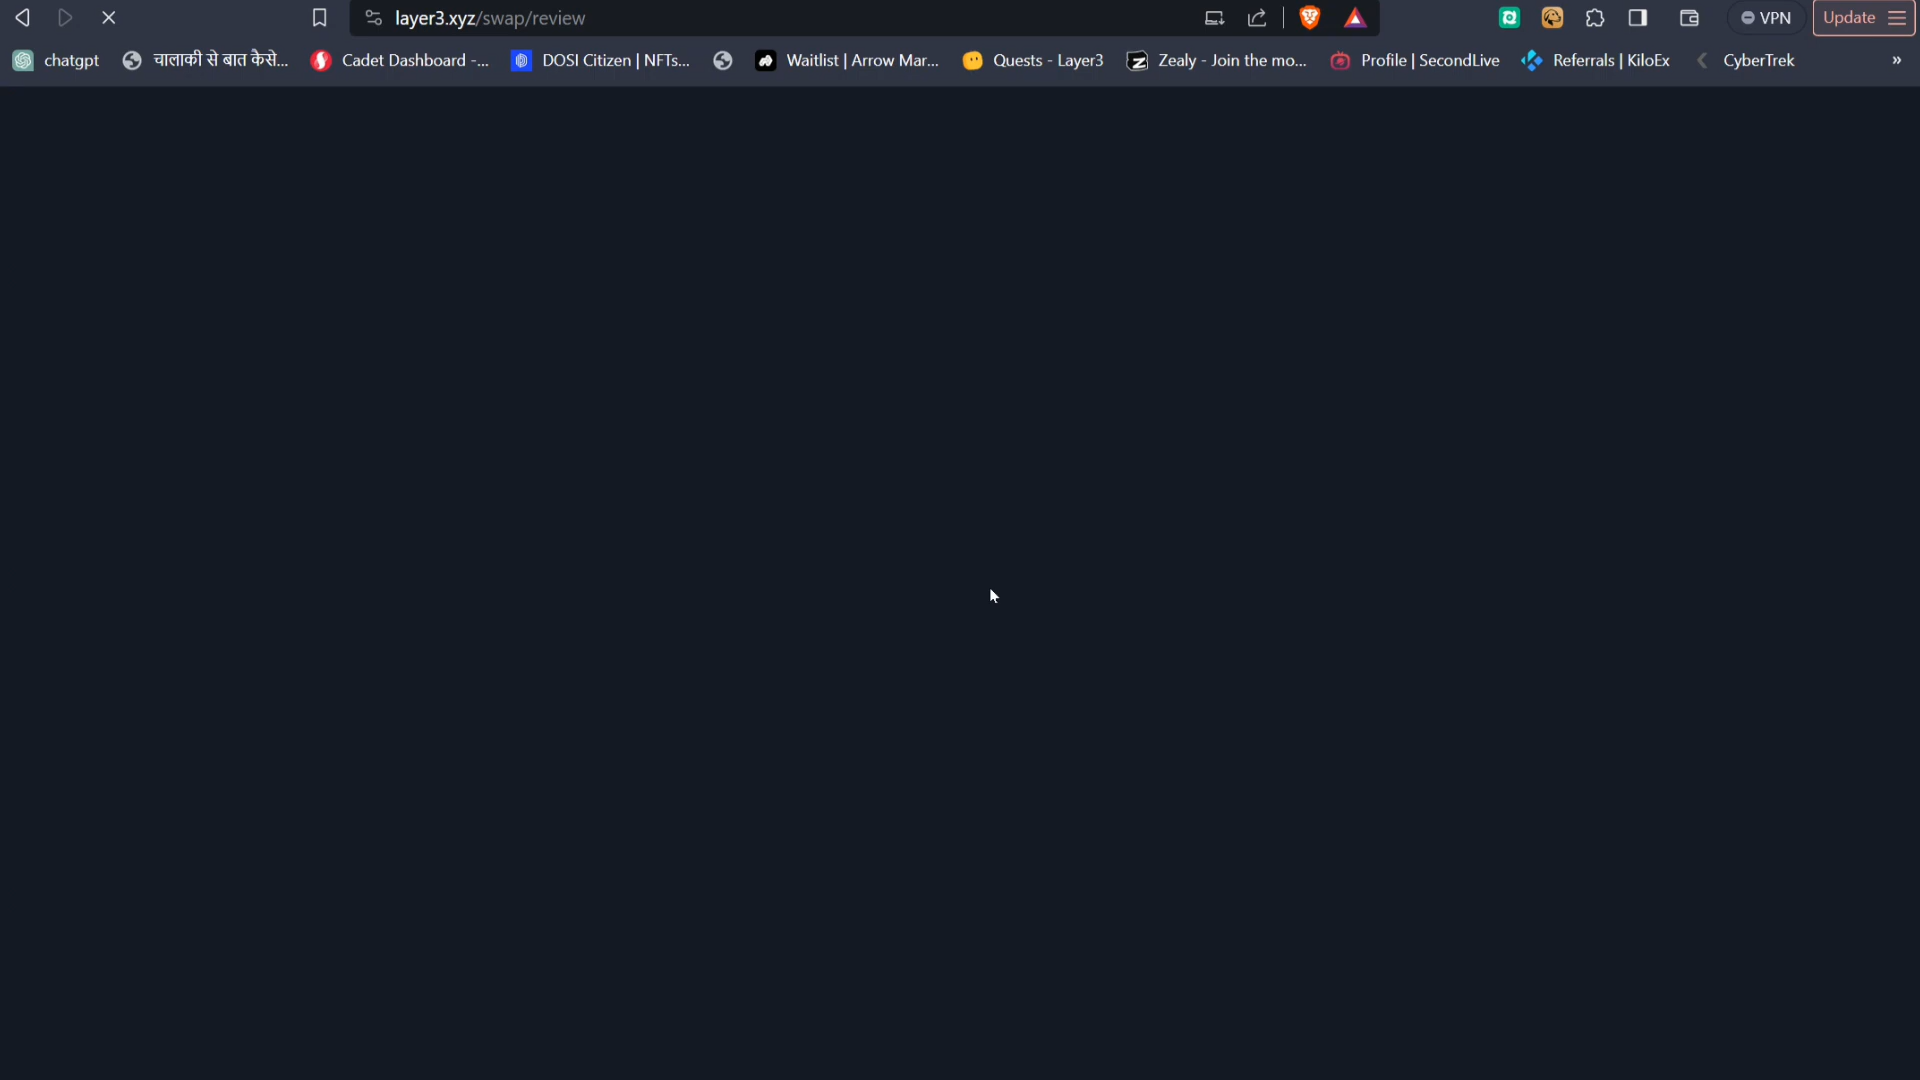 layer3.xyz/swap/review
VPN
Update
chatgpt
चालाकी से बात कैसे...
Cadet Dashboard -...
DOSI Citizen | NFTs...
Waitlist | Arrow Mar...
Quests - Layer3
Zealy - Join the mo...
Profile | SecondLive
Referrals | KiloEx
CyberTrek
»